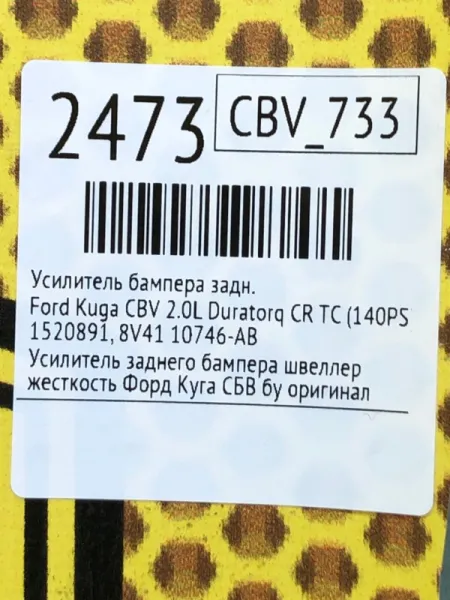 2473 CBV_733
Усилитель бампера задн.
Ford Kuga CBV 2.0L Duratorq CR TC (140PS
1520891, 8V41 10746-AB
Усилитель заднего бампера швеллер
жесткость Форд Куга СБВ бу оригинал